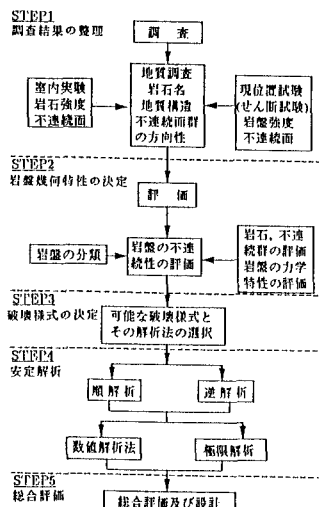 STEP1
調査結果の整理
調査
室内実験
岩石強度
不連続面
地質調査
岩石名
地質構造
不連続面群
の方向性
現位置試験
(せん断試験)
岩盤強度
不連続面
STEP2
岩盤幾何特性の決定
評価
岩盤の分類
岩盤の不連
続性の評価
岩石,不連
続群の評価
岩盤の力学
特性の評価
STEP3
破壊様式の決定
可能な破壊様式と
その解析法の選択
STEP4
安定解析
順解析
逆解析
数値解析法
極限解析
STEP5
総合評価
総合評価及び設計